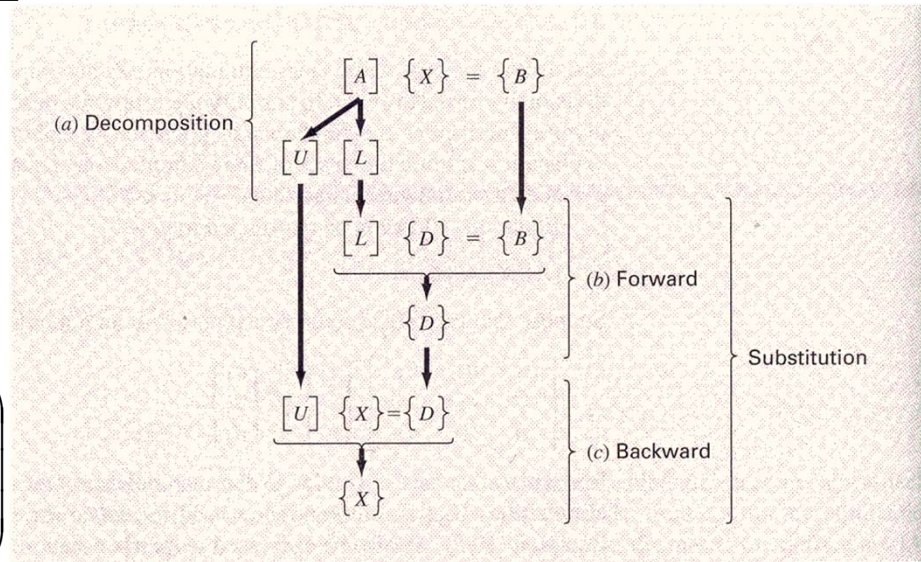 [A] {X} = {B}
(a) Decomposition
[U] [L]
[L] {D} = {B}
(b) Forward
{D}
Substitution
[U] {X}={D}
(c) Backward
{X}